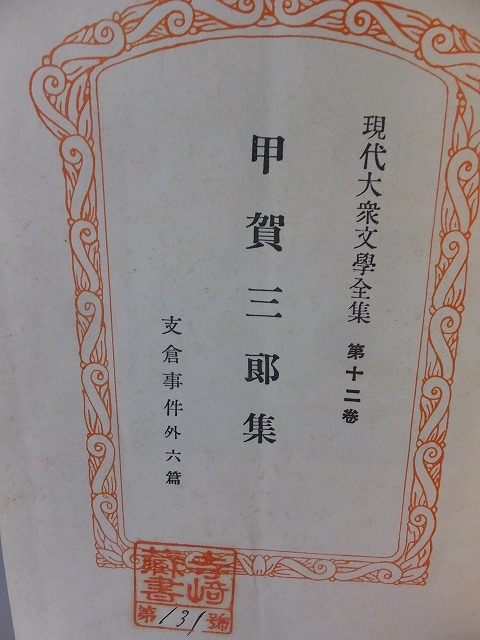 現代大衆文學全集 第十二巻
甲賀三郎集
支倉事件外六篇
寺崎
藏書
第131號